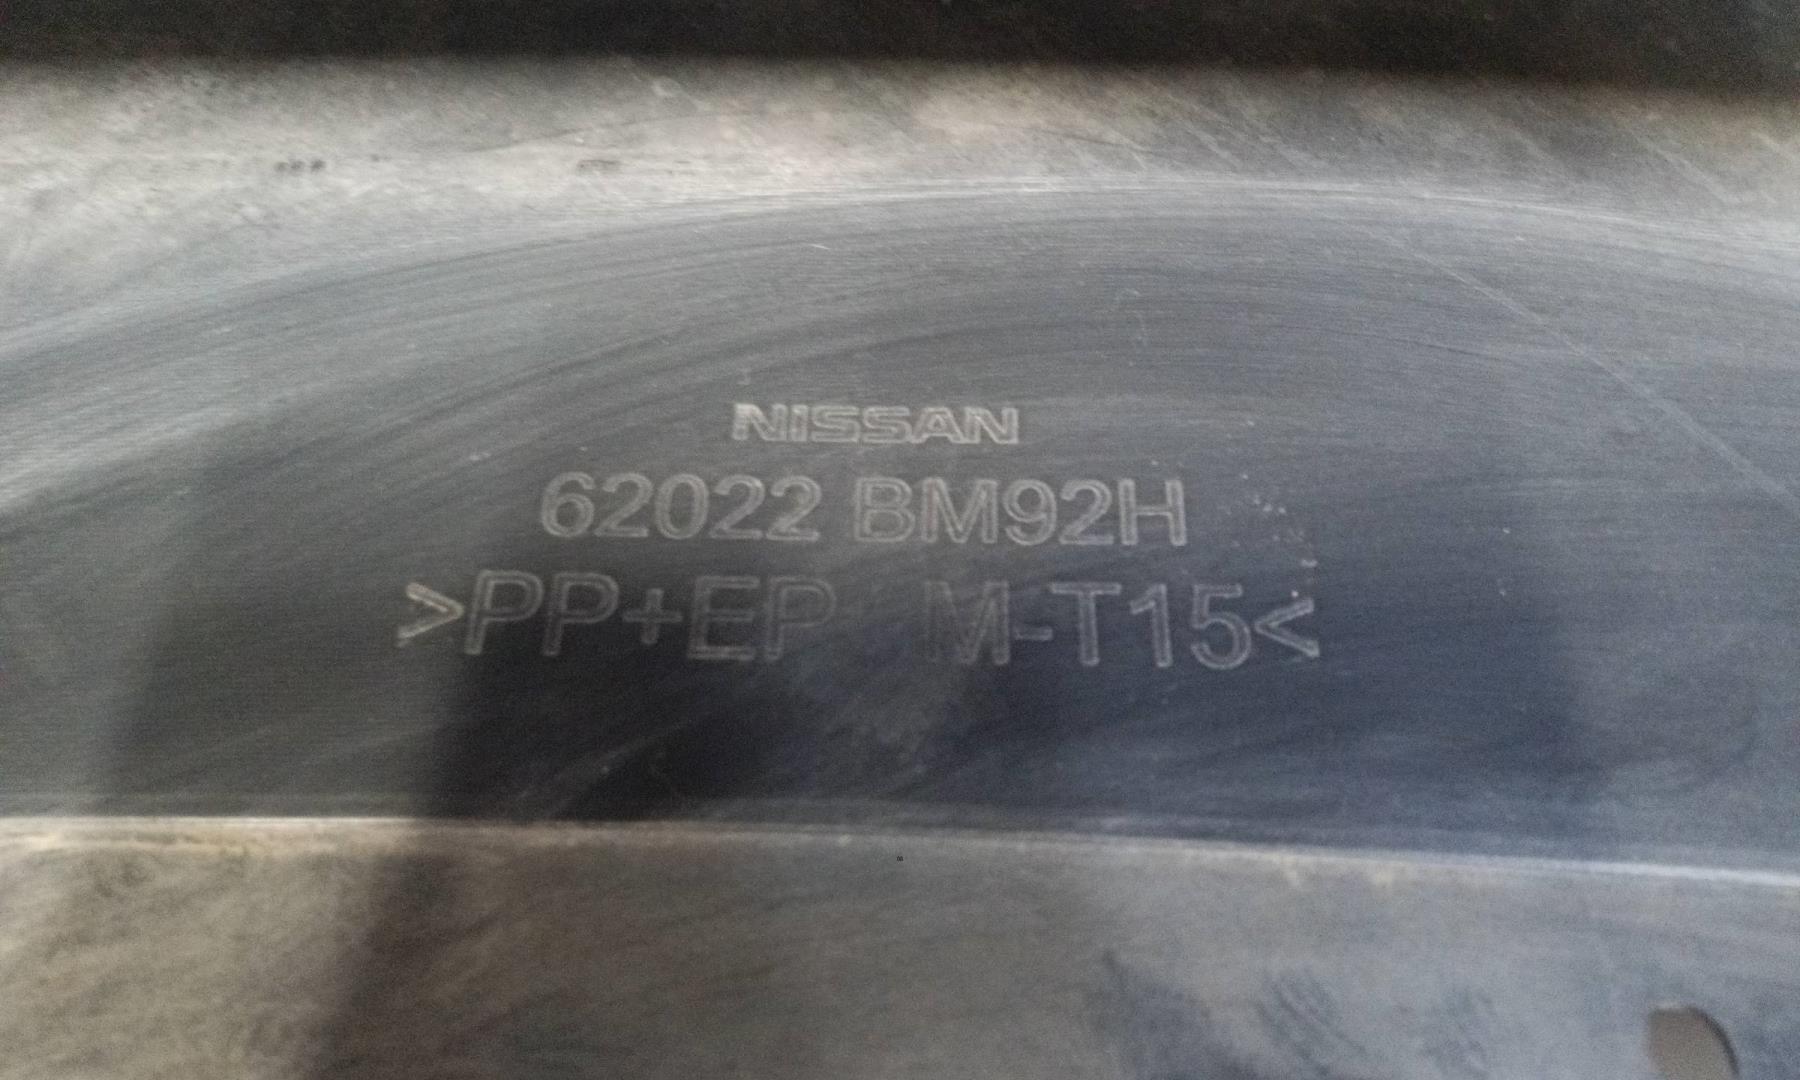 NISSAN
62022 BM92H
>PP+EP M-T15<